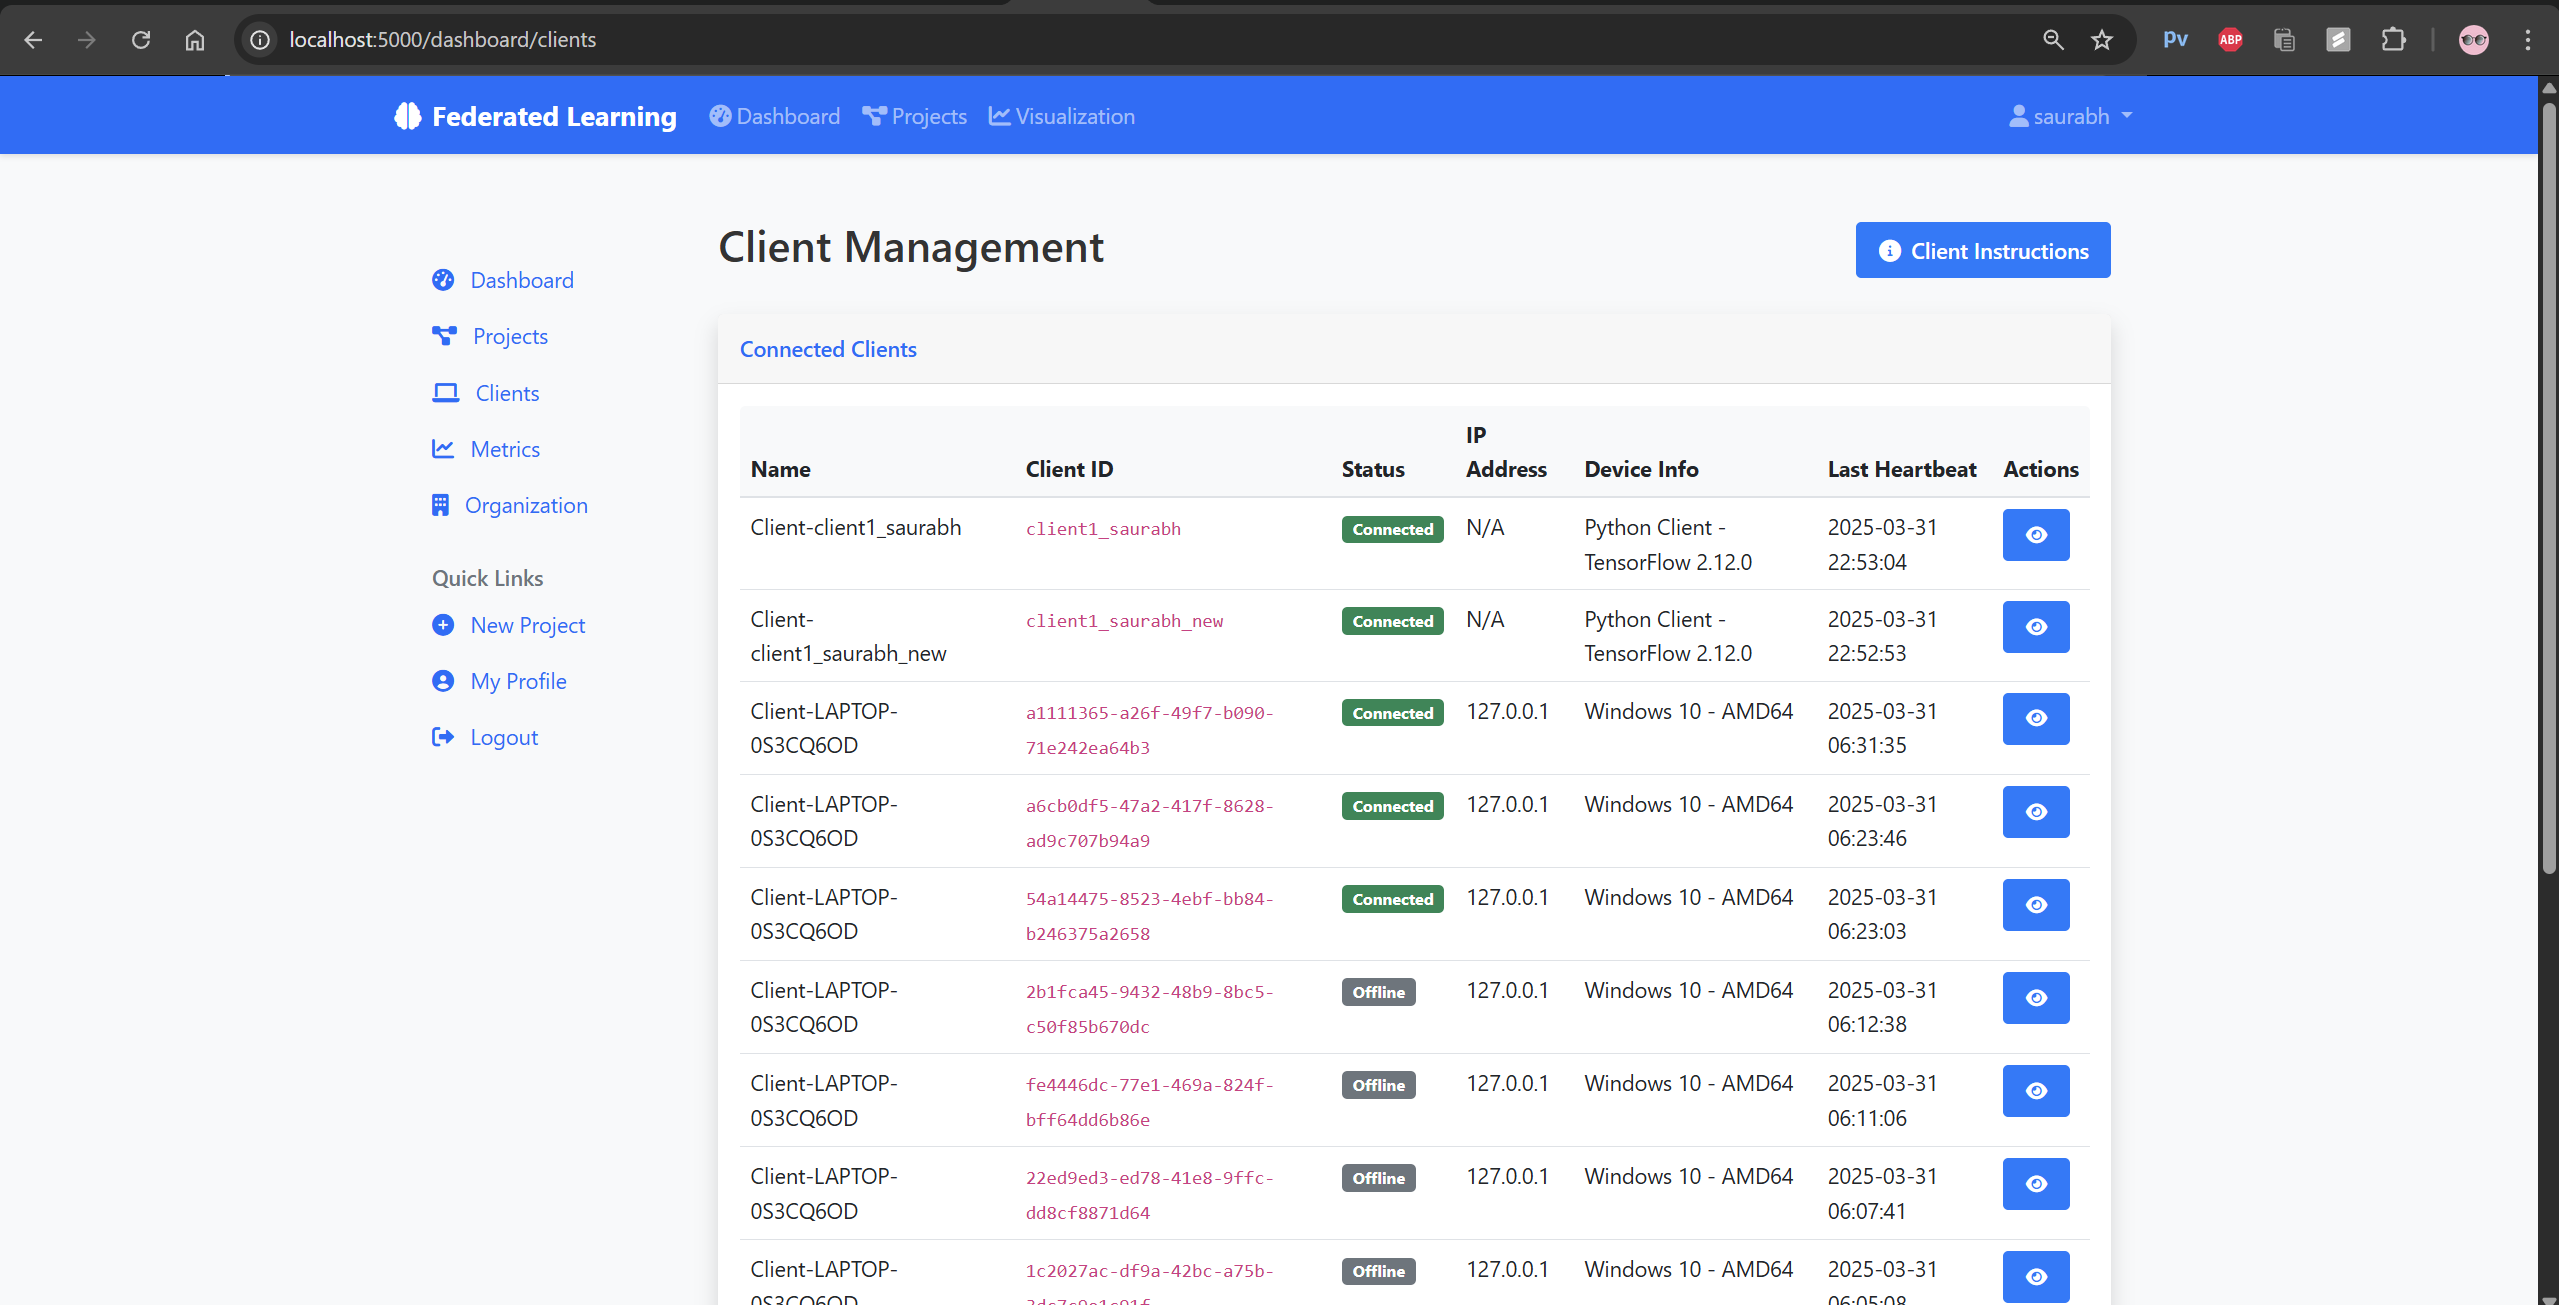 localhost:5000/dashboard/clients
pv
ABP
Federated Learning
Dashboard
Projects
Visualization
saurabh
Client Management
Client Instructions
Dashboard
Projects
Clients
Metrics
Organization
Quick Links
New Project
My Profile
Logout
Connected Clients
Name
Client ID
Status
IP
Address
Device Info
Last Heartbeat
Actions
Client-client1_saurabh
client1_saurabh
Connected
N/A
Python Client -
TensorFlow 2.12.0
2025-03-31
22:53:04
Client-
client1_saurabh_new
client1_saurabh_new
Connected
N/A
Python Client -
TensorFlow 2.12.0
2025-03-31
22:52:53
Client-LAPTOP-
0S3CQ6OD
a1111365-a26f-49f7-b090-
71e242ea64b3
Connected
127.0.0.1
Windows 10 - AMD64
2025-03-31
06:31:35
Client-LAPTOP-
0S3CQ6OD
a6cb0df5-47a2-417f-8628-
ad9c707b94a9
Connected
127.0.0.1
Windows 10 - AMD64
2025-03-31
06:23:46
Client-LAPTOP-
0S3CQ6OD
54a14475-8523-4ebf-bb84-
b246375a2658
Connected
127.0.0.1
Windows 10 - AMD64
2025-03-31
06:23:03
Client-LAPTOP-
0S3CQ6OD
2b1fca45-9432-48b9-8bc5-
c50f85b670dc
Offline
127.0.0.1
Windows 10 - AMD64
2025-03-31
06:12:38
Client-LAPTOP-
0S3CQ6OD
fe4446dc-77e1-469a-824f-
bff64dd6b86e
Offline
127.0.0.1
Windows 10 - AMD64
2025-03-31
06:11:06
Client-LAPTOP-
0S3CQ6OD
22ed9ed3-ed78-41e8-9ffc-
dd8cf8871d64
Offline
127.0.0.1
Windows 10 - AMD64
2025-03-31
06:07:41
Client-LAPTOP-
0S3CQ6OD
1c2027ac-df9a-42bc-a75b-
Offline
127.0.0.1
Windows 10 - AMD64
2025-03-31
06:05:08